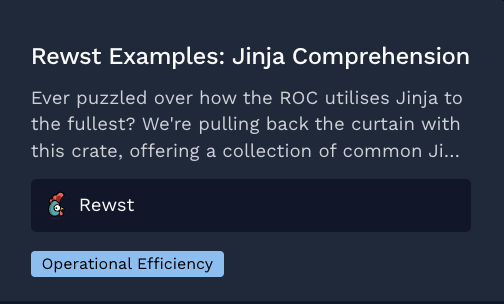 Rewst Examples: Jinja Comprehension
Ever puzzled over how the ROC utilises Jinja to
the fullest? We're pulling back the curtain with
this crate, offering a collection of common Ji...
Rewst
Operational Efficiency